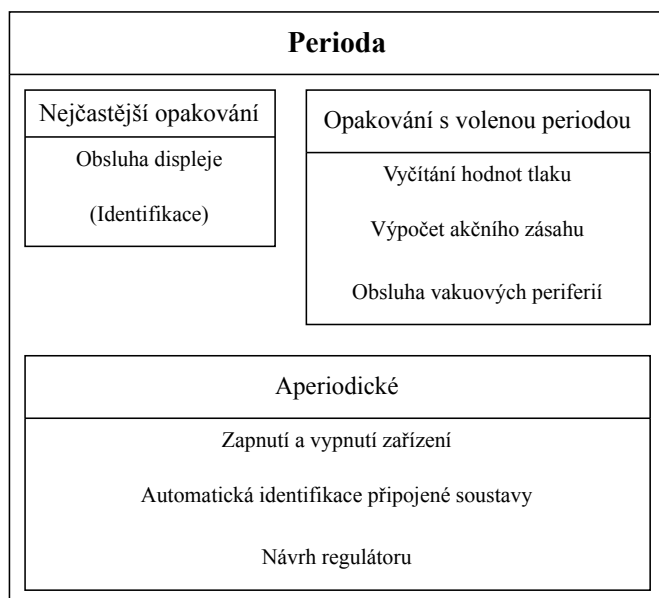 Perioda
Nejčastější opakování
Obsluha displeje
(Identifikace)
Opakování s volenou periodou
Vyčítání hodnot tlaku
Výpočet akčního zásahu
Obsluha vakuových periferií
Aperiodické
Zapnutí a vypnutí zařízení
Automatická identifikace připojené soustavy
Návrh regulátoru